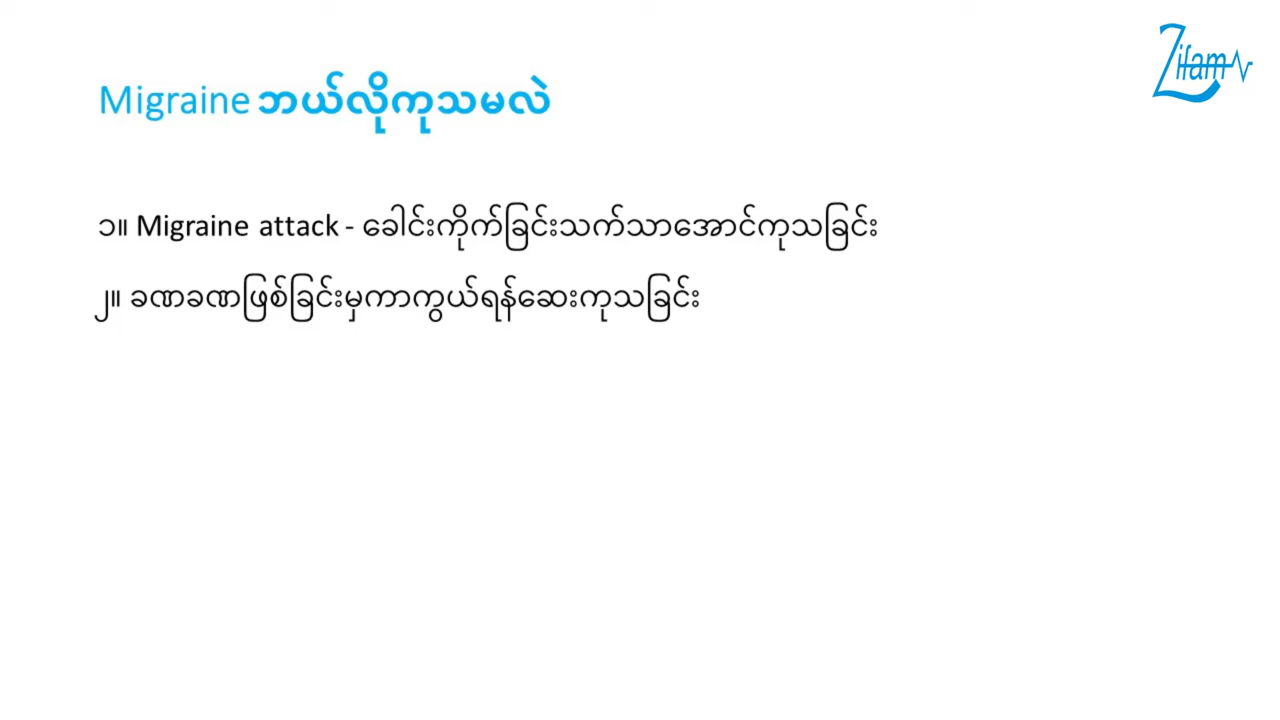 Zifam
Migraine ဘယ်လိုကုသမလဲ
၁။ Migraine attack - ခေါင်းကိုက်ခြင်းသက်သာအောင်ကုသခြင်း
၂။ ခဏခဏဖြစ်ခြင်းမှကာကွယ်ရန်ဆေးကုသခြင်း